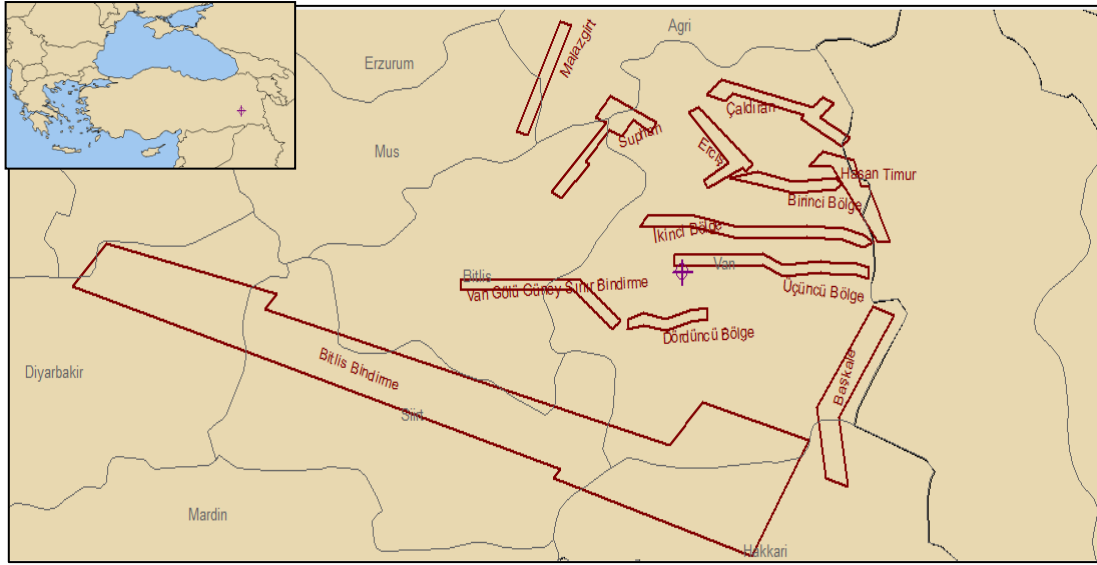 Agri
Malazgirt
Erzurum
Çaldıran
Suphan
Mus
Erciş
Hasan Timur
Birinci Bölge
İkinci Bölge
Van
Bitlis
Van Gölü Güney Sınır Bindirme
Üçüncü Bölge
Dördüncü Bölge
Bitlis Bindirme
Diyarbakir
Başkale
Siirt
Mardin
Hakkari